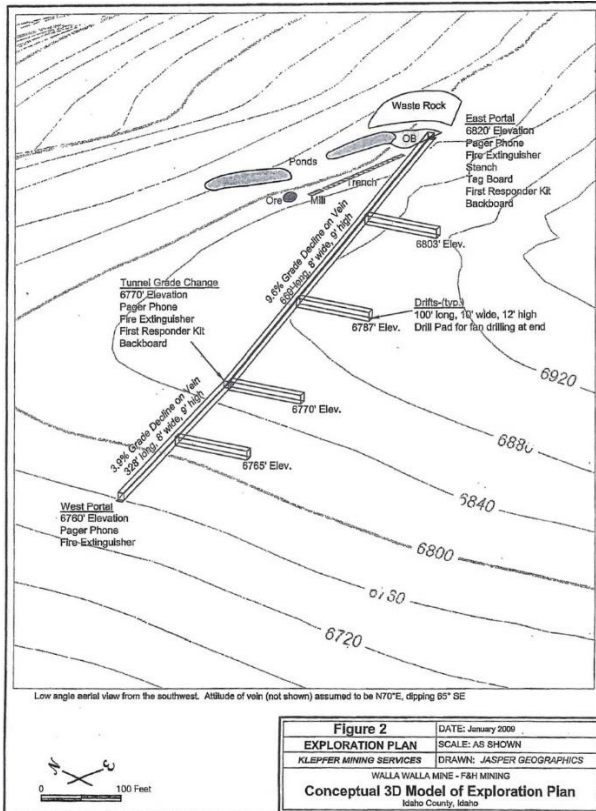 Waste Rock
OB
East Portal
6820' Elevation
Pager Phone
Fire Extinguisher
Stench
Tag Board
First Responder Kit
Backboard
Ponds
Trench
Ore
Mill
6803' Elev.
9.6% Grade Decline on Vein
8' wide, 9' high
Tunnel Grade Change
6770' Elevation
Pager Phone
Fire Extinguisher
First Responder Kit
Backboard
Drifts-(typ.)
100' long, 10' wide, 12' high
Drill Pad for fan drilling at end
6787' Elev.
6920
6770' Elev.
6880
3.9% Grade Decline on Vein
328' long, 8' wide, 9' high
6765' Elev.
6840
West Portal
6760' Elevation
Pager Phone
Fire Extinguisher
6800
6720
Low angle aerial view from the southwest. Attitude of vein (not shown) assumed to be N70°E, dipping 65° SE
Figure 2
DATE: January 2009
EXPLORATION PLAN
SCALE: AS SHOWN
KLEPFER MINING SERVICES
DRAWN: JASPER GEOGRAPHICS
WALLA WALLA MINE - F&H MINING
Conceptual 3D Model of Exploration Plan
Idaho County, Idaho
N
E
0 100 Feet